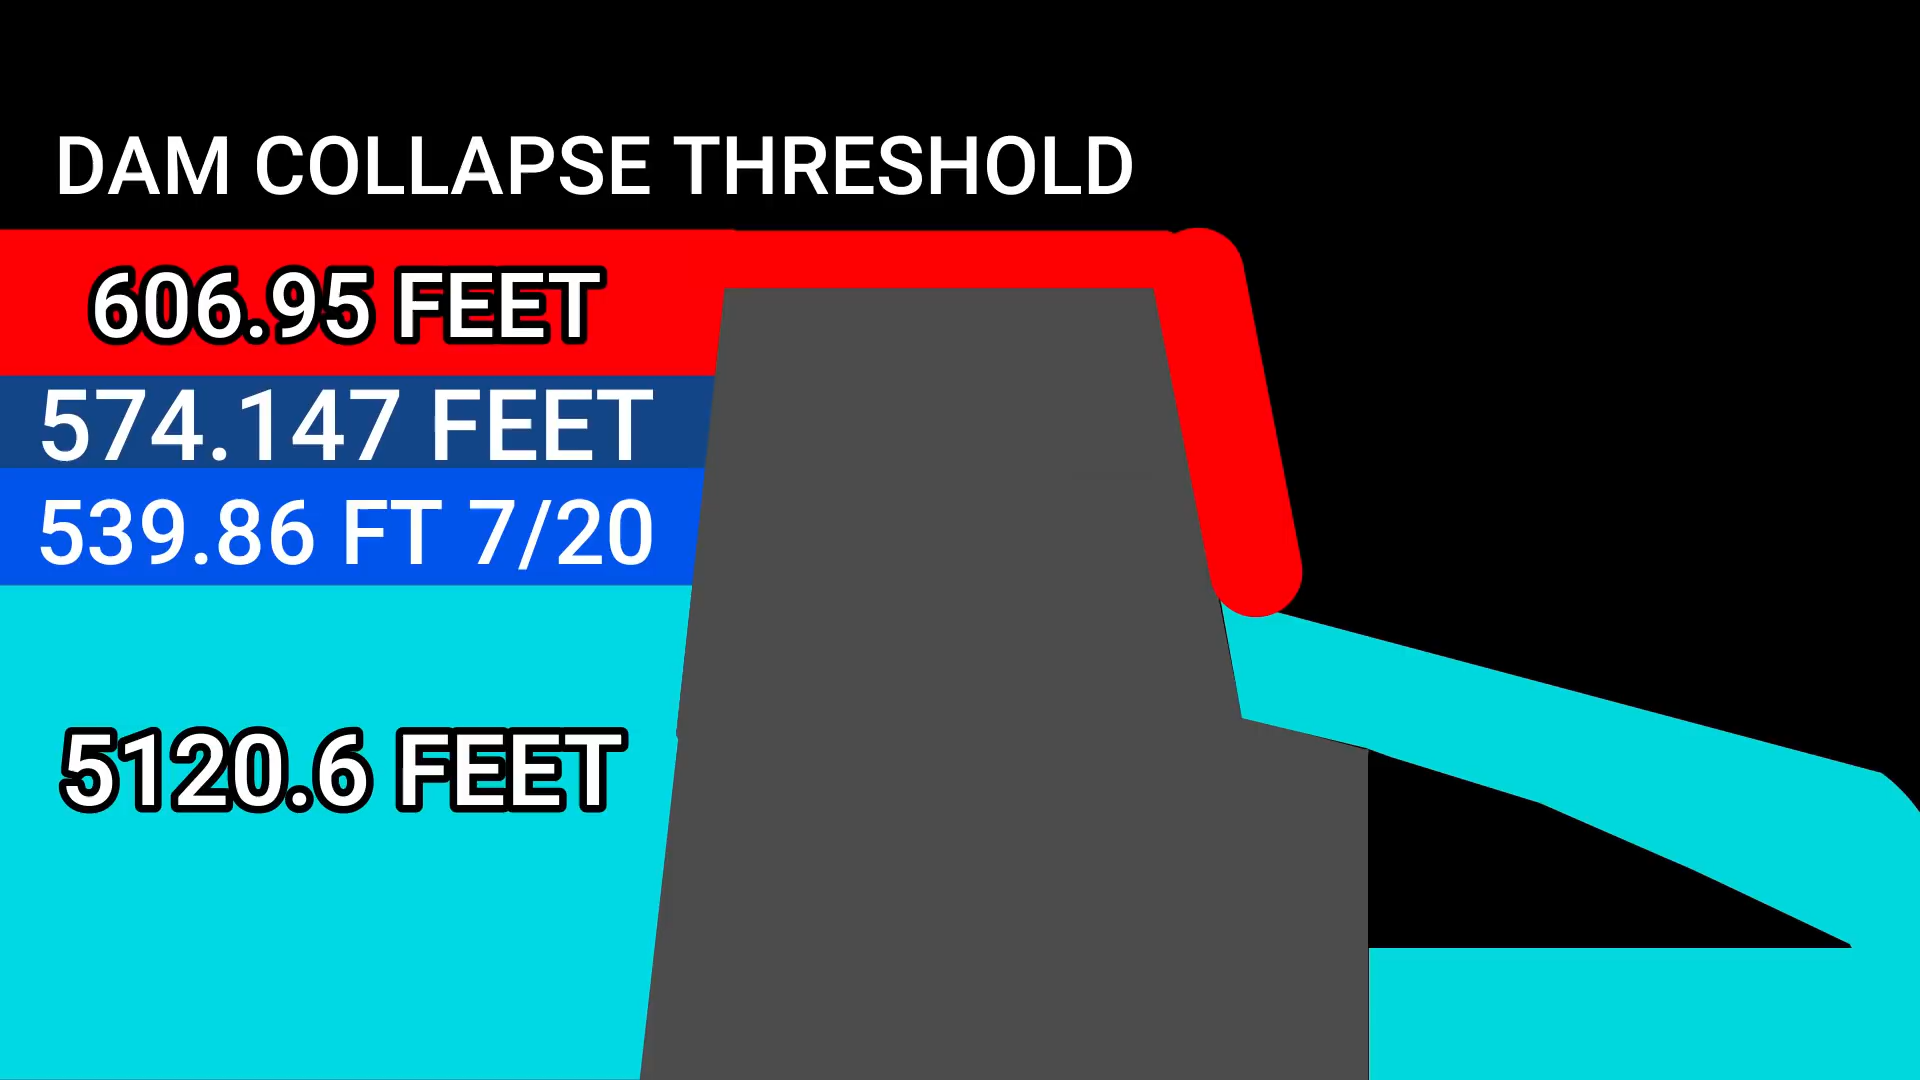 DAM COLLAPSE THRESHOLD
606.95 FEET
574.147 FEET
539.86 FT 7/20
5120.6 FEET